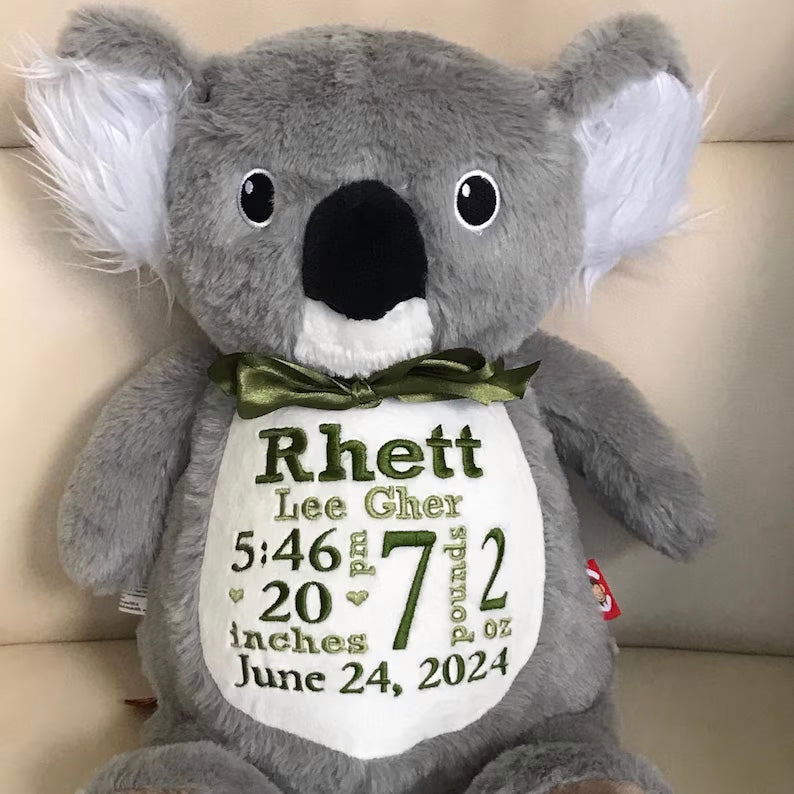 Rhett
Lee Gher
5:46 pm
20
inches
7 pounds
2 oz
June 24, 2024